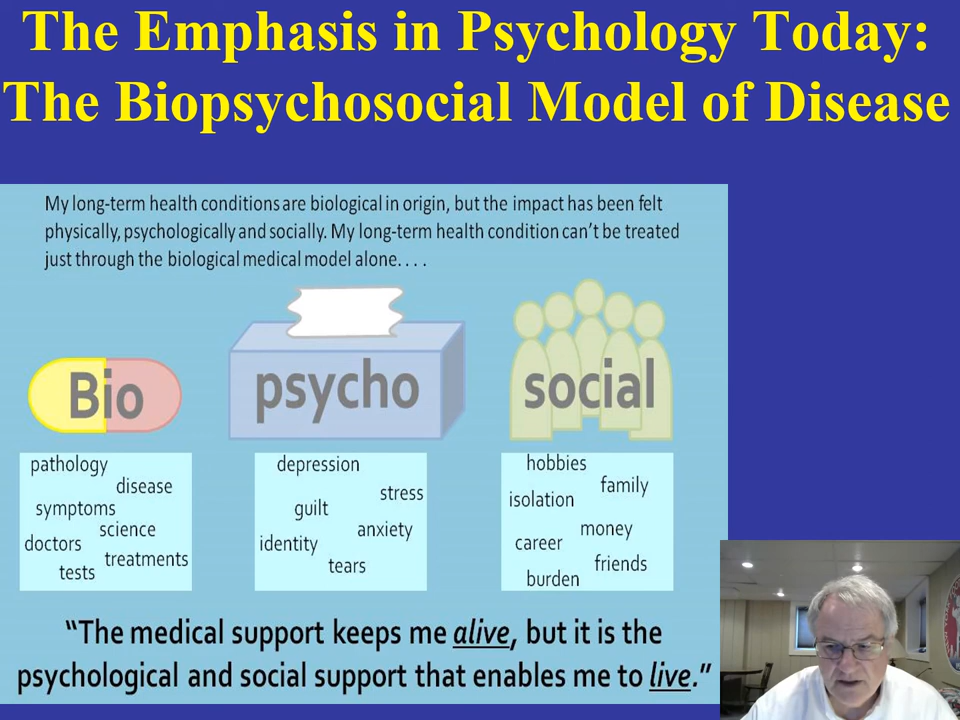 The Emphasis in Psychology Today:
The Biopsychosocial Model of Disease
My long-term health conditions are biological in origin, but the impact has been felt
physically, psychologically and socially. My long-term health condition can't be treated
just through the biological medical model alone. . . .
Bio
psycho
social
pathology
disease
symptoms
science
doctors
treatments
tests
depression
stress
guilt
anxiety
identity
tears
hobbies
family
isolation
money
career
friends
burden
“The medical support keeps me alive, but it is the
psychological and social support that enables me to live.”